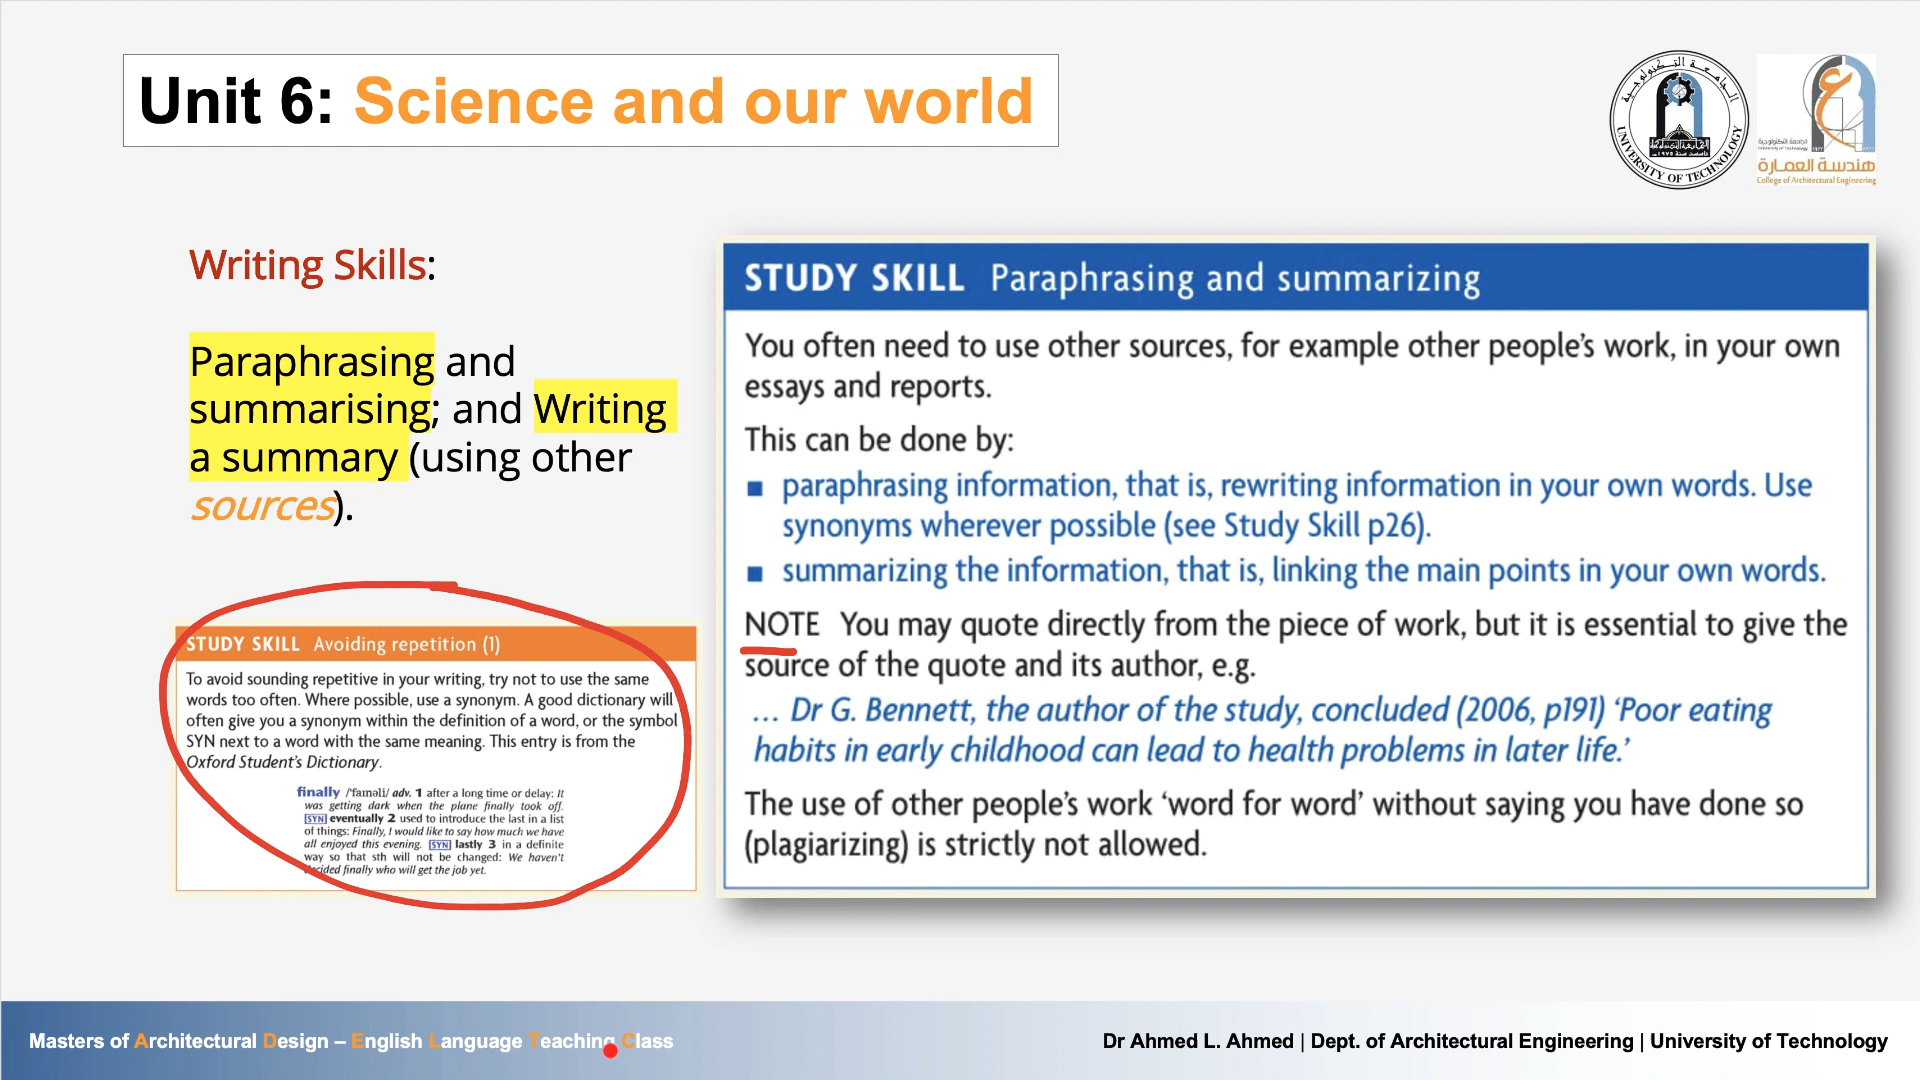 Unit 6: Science and our world
UNIVERSITY OF TECHNOLOGY
الجامعة التكنولوجية
هندسة العمارة
College of Architectural Engineering
Writing Skills:
Paraphrasing and
summarising; and Writing
a summary (using other
sources).
STUDY SKILL Avoiding repetition (1)
To avoid sounding repetitive in your writing, try not to use the same
words too often. Where possible, use a synonym. A good dictionary will
often give you a synonym within the definition of a word, or the symbol
SYN next to a word with the same meaning. This entry is from the
Oxford Student's Dictionary.
finally /ˈfaɪnəli/ adv. 1 after a long time or delay: It
was getting dark when the plane finally took off.
SYN eventually 2 used to introduce the last in a list
of things: Finally, I would like to say how much we have
all enjoyed this evening. SYN lastly 3 in a definite
way so that sth will not be changed: We haven't
decided finally who will get the job yet.
STUDY SKILL Paraphrasing and summarizing
You often need to use other sources, for example other people's work, in your own
essays and reports.
This can be done by:
■ paraphrasing information, that is, rewriting information in your own words. Use
synonyms wherever possible (see Study Skill p26).
■ summarizing the information, that is, linking the main points in your own words.
NOTE You may quote directly from the piece of work, but it is essential to give the
source of the quote and its author, e.g.
… Dr G. Bennett, the author of the study, concluded (2006, p191) 'Poor eating
habits in early childhood can lead to health problems in later life.'
The use of other people's work 'word for word' without saying you have done so
(plagiarizing) is strictly not allowed.
Masters of Architectural Design – English Language Teaching Class
Dr Ahmed L. Ahmed | Dept. of Architectural Engineering | University of Technology